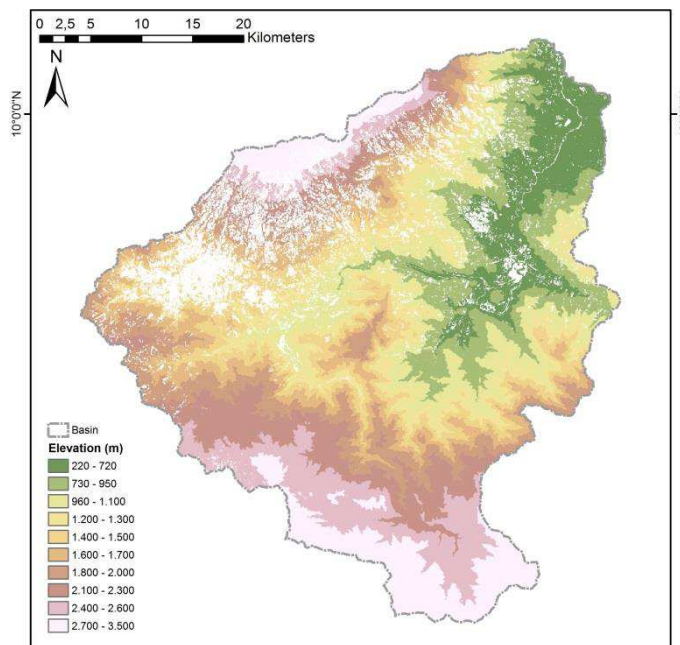 0 2,5 5 10 15 20
Kilometers
N
10°0'0"N
Basin
Elevation (m)
220 - 720
730 - 950
960 - 1.100
1.200 - 1.300
1.400 - 1.500
1.600 - 1.700
1.800 - 2.000
2.100 - 2.300
2.400 - 2.600
2.700 - 3.500